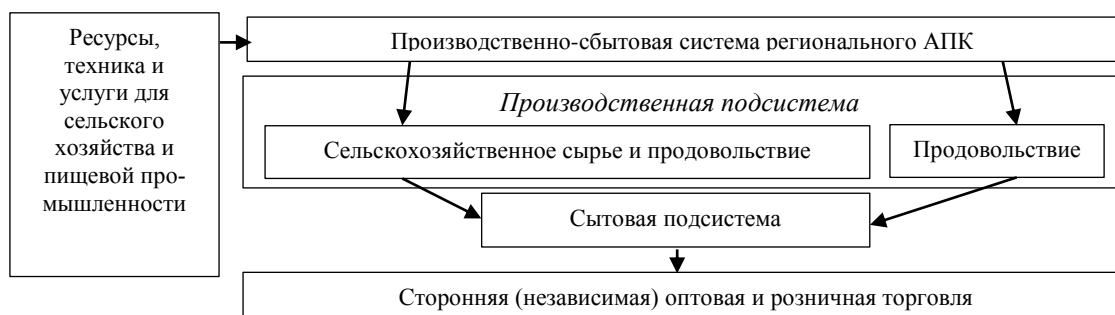 Ресурсы,
техника и
услуги для
сельского
хозяйства и
пищевой про-
мышленности
Производственно-сбытовая система регионального АПК
Производственная подсистема
Сельскохозяйственное сырье и продовольствие
Продовольствие
Сытовая подсистема
Сторонняя (независимая) оптовая и розничная торговля